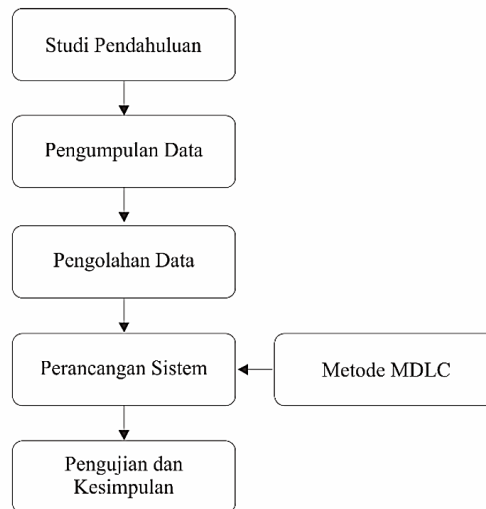 Studi Pendahuluan
Pengumpulan Data
Pengolahan Data
Perancangan Sistem
Metode MDLC
Pengujian dan
Kesimpulan